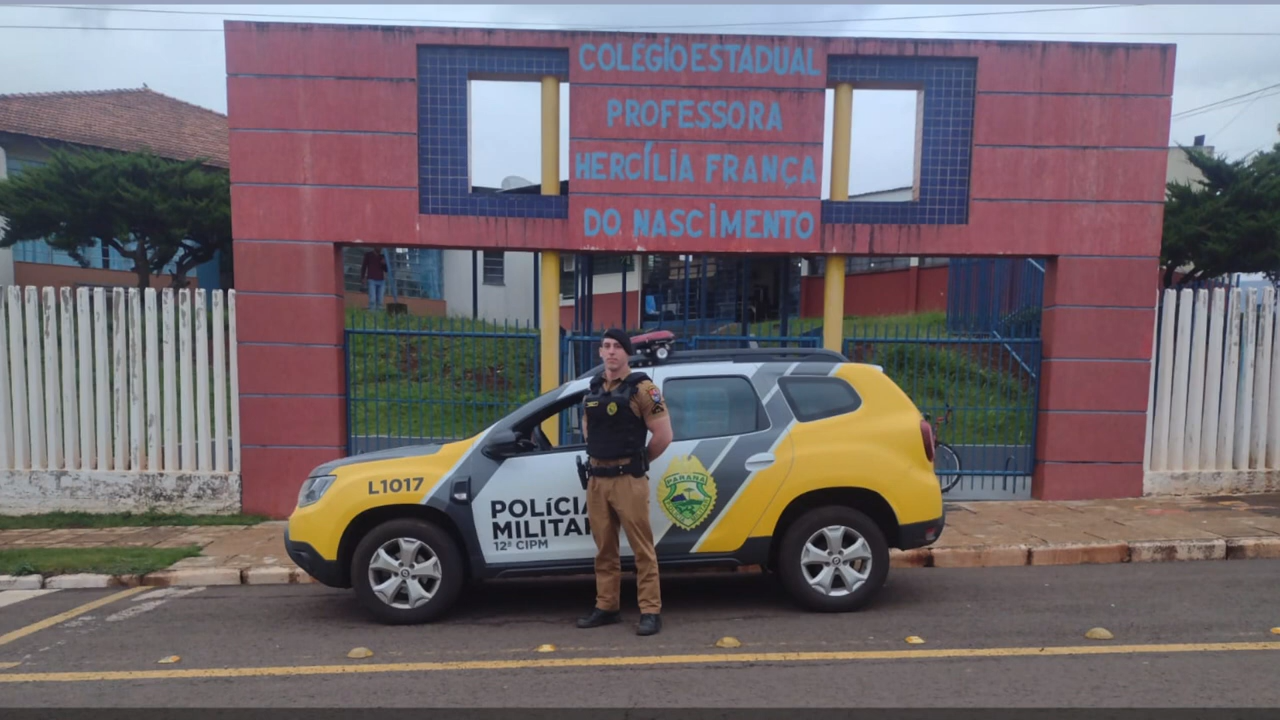 COLÉGIO ESTADUAL
PROFESSORA
HERCÍLIA FRANÇA
DO NASCIMENTO
L1017
POLÍCIA
MILITAR
12ª CIPM
PARANÁ